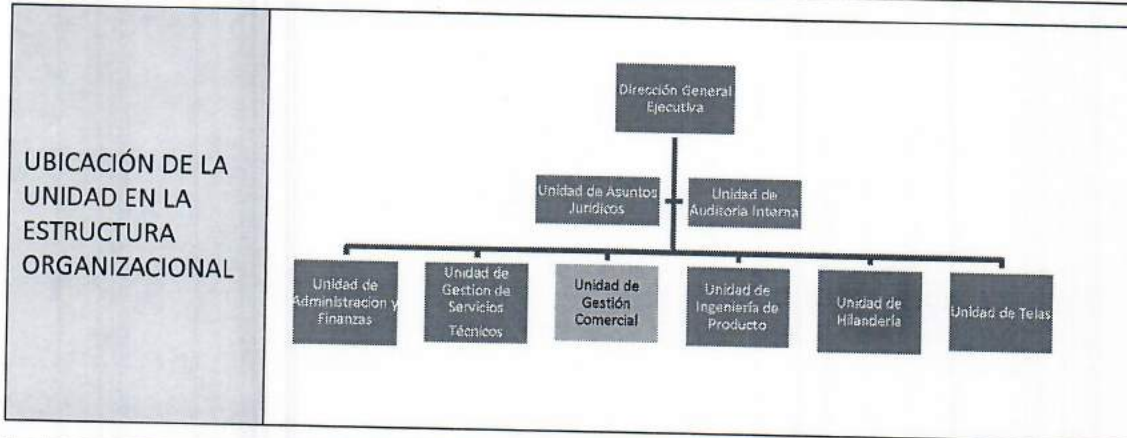 UBICACIÓN DE LA
UNIDAD EN LA
ESTRUCTURA
ORGANIZACIONAL
Dirección General
Ejecutiva
Unidad de Asuntos
Jurídicos
Unidad de
Auditoria Interna
Unidad de
Administracion y
Finanzas
Unidad de
Gestion de
Servicios
Técnicos
Unidad de
Gestión
Comercial
Unidad de
Ingeniería de
Producto
Unidad de
Hilandería
Unidad de Telas